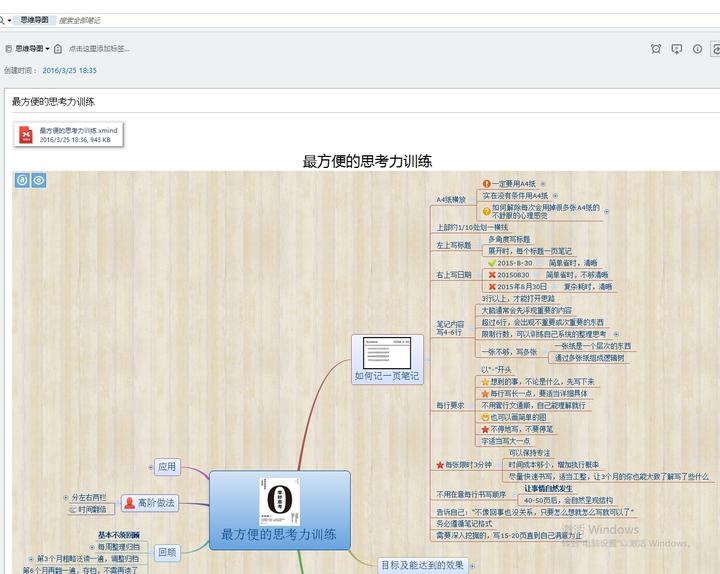 思维导图 搜索全部笔记
思维导图 点击这里添加标签...
创建时间： 2016/3/25 18:35
最方便的思考力训练
最方便的思考力训练.xmind
2016/3/25 18:36, 943 KB
最方便的思考力训练
如何记一页笔记
A4纸横放
一定要用A4纸
实在没有条件用A4纸
如何解除每次会用掉很多张A4纸的
不舒服的心理感觉
上部约1/10处划一横线
左上写标题
多角度写标题
展开时，每个标题一页笔记
右上写日期
2015-8-30 简单省时，清晰
20150830 简单省时，不够清晰
2015年8月30日 复杂耗时，清晰
笔记内容
写4-6行
3行以上，才能打开思路
大脑通常会先浮现重要的内容
超过6行，会出现不重要或次重要的东西
限制行数，可以训练自己系统的整理思考
一张不够，写多张
一张纸是一个层次的东西
通过多张纸组成逻辑树
每行要求
以“-”开头
想到的事，不论是什么，先写下来
每行写长一点，要适当详细具体
不用管行文通顺，自己能理解就行
也可以画简单的图
不停地写，不要停笔
字适当写大一点
每张限时3分钟
可以保持专注
时间成本够小，增加执行概率
尽量快速书写，适当工整，让3个月的你也能大致了解写了些什么
不用在意每行书写顺序
让事情自然发生
40-50页后，会自然呈现结构
告诉自己：“不像回事也没关系，只要怎么想就怎么写就可以了”
务必遵循笔记格式
需要深入挖掘的，写15-20页直到自己满意为止
目标及能达到的效果
最方便的思考力训练
应用
高阶做法
分左右两栏
时间翻倍
回顾
基本不须回顾
每周整理归档
第3个月粗略泛读一遍，调整归档
第6个月再翻一遍，存档，不需再读了
激活 Windows
转到“电脑设置”以激活 Windows。